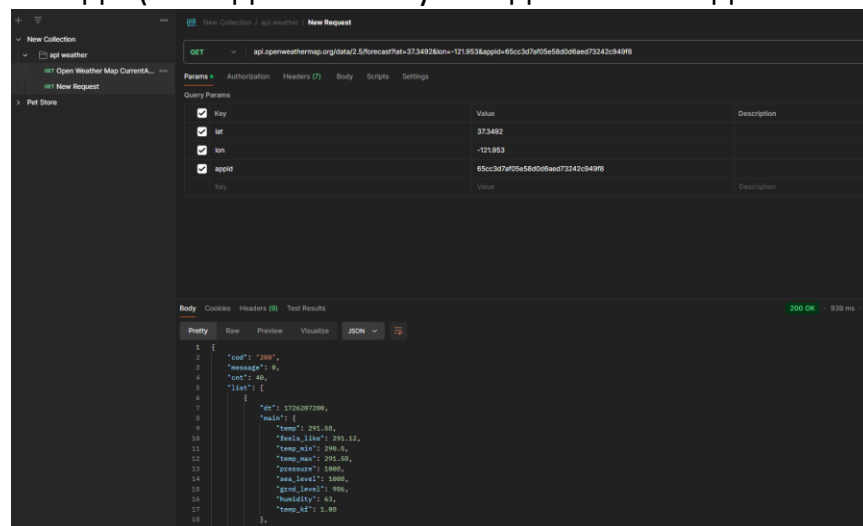 New Collection / api weather / New Request
New Collection
api weather
GET Open Weather Map CurrentA...
GET New Request
Pet Store
GET api.openweathermap.org/data/2.5/forecast?lat=37.3492&lon=-121.953&appid=65cc3d7af05e58d0d6aed73242c949f8
Params Authorization Headers (7) Body Scripts Settings
Query Params
Key Value Description
lat 37.3492
lon -121.953
appid 65cc3d7af05e58d0d6aed73242c949f8
Key Value Description
Body Cookies Headers (9) Test Results 200 OK 939 ms
Pretty Raw Preview Visualize JSON
1 {
2 "cod": "200",
3 "message": 0,
4 "cnt": 40,
5 "list": [
6 {
7 "dt": 1726207200,
8 "main": {
9 "temp": 291.58,
10 "feels_like": 291.12,
11 "temp_min": 290.5,
12 "temp_max": 291.58,
13 "pressure": 1008,
14 "sea_level": 1008,
15 "grnd_level": 986,
16 "humidity": 63,
17 "temp_kf": 1.08
18 },